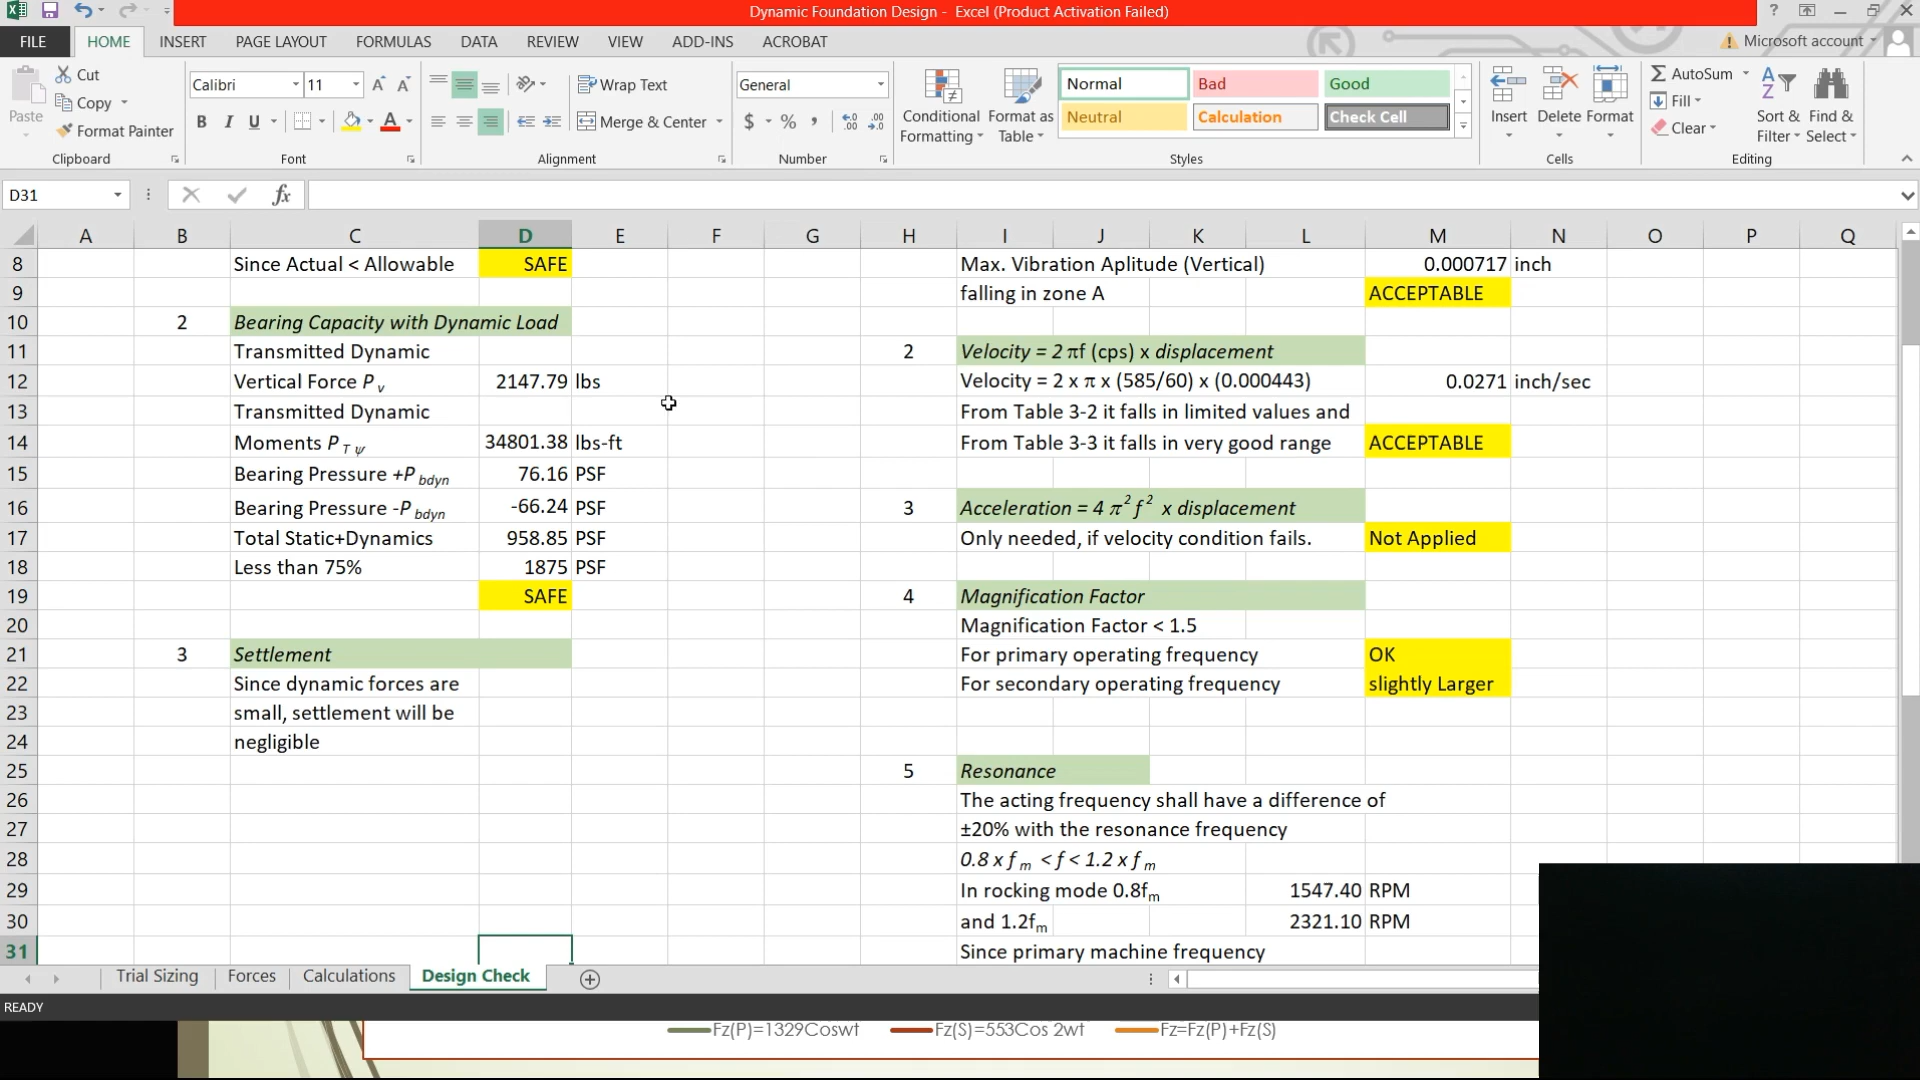 Dynamic Foundation Design - Excel (Product Activation Failed)
FILE HOME INSERT PAGE LAYOUT FORMULAS DATA REVIEW VIEW ADD-INS ACROBAT Microsoft account
Cut
Copy
Format Painter
Paste
Clipboard
Calibri 11
B I U
Font
Wrap Text
Merge & Center
Alignment
General
$ % ,
Number
Conditional Formatting
Format as Table
Normal Bad Good
Neutral Calculation Check Cell
Styles
Insert Delete Format
Cells
AutoSum
Fill
Clear
Sort & Filter
Find & Select
Editing
D31 fx
A B C D E F G H I J K L M N O P Q
8 Since Actual < Allowable SAFE Max. Vibration Aplitude (Vertical) 0.000717 inch
9 falling in zone A ACCEPTABLE
10 2 Bearing Capacity with Dynamic Load
11 Transmitted Dynamic 2 Velocity = 2 πf (cps) x displacement
12 Vertical Force P v 2147.79 lbs Velocity = 2 x π x (585/60) x (0.000443) 0.0271 inch/sec
13 Transmitted Dynamic From Table 3-2 it falls in limited values and
14 Moments P T ψ 34801.38 lbs-ft From Table 3-3 it falls in very good range ACCEPTABLE
15 Bearing Pressure +P bdyn 76.16 PSF
16 Bearing Pressure -P bdyn -66.24 PSF 3 Acceleration = 4 π² f² x displacement
17 Total Static+Dynamics 958.85 PSF Only needed, if velocity condition fails. Not Applied
18 Less than 75% 1875 PSF
19 SAFE 4 Magnification Factor
20 Magnification Factor < 1.5
21 3 Settlement For primary operating frequency OK
22 Since dynamic forces are For secondary operating frequency slightly Larger
23 small, settlement will be
24 negligible
25 5 Resonance
26 The acting frequency shall have a difference of
27 ±20% with the resonance frequency
28 0.8 x f m < f < 1.2 x f m
29 In rocking mode 0.8fm 1547.40 RPM
30 and 1.2fm 2321.10 RPM
31 Since primary machine frequency
Trial Sizing Forces Calculations Design Check
READY
Fz(P)=1329Coswt Fz(S)=553Cos 2wt Fz=Fz(P)+Fz(S)